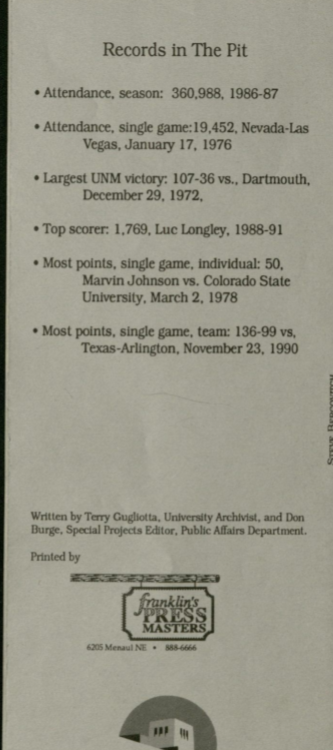 Records in The Pit
• Attendance, season: 360,988, 1986-87
• Attendance, single game:19,452, Nevada-Las
Vegas, January 17, 1976
• Largest UNM victory: 107-36 vs., Dartmouth,
December 29, 1972,
• Top scorer: 1,769, Luc Longley, 1988-91
• Most points, single game, individual: 50,
Marvin Johnson vs. Colorado State
University, March 2, 1978
• Most points, single game, team: 136-99 vs,
Texas-Arlington, November 23, 1990
Written by Terry Gugliotta, University Archivist, and Don
Burge, Special Projects Editor, Public Affairs Department.
Printed by
franklin's
PRESS
MASTERS
6205 Menaul NE • 888-6666